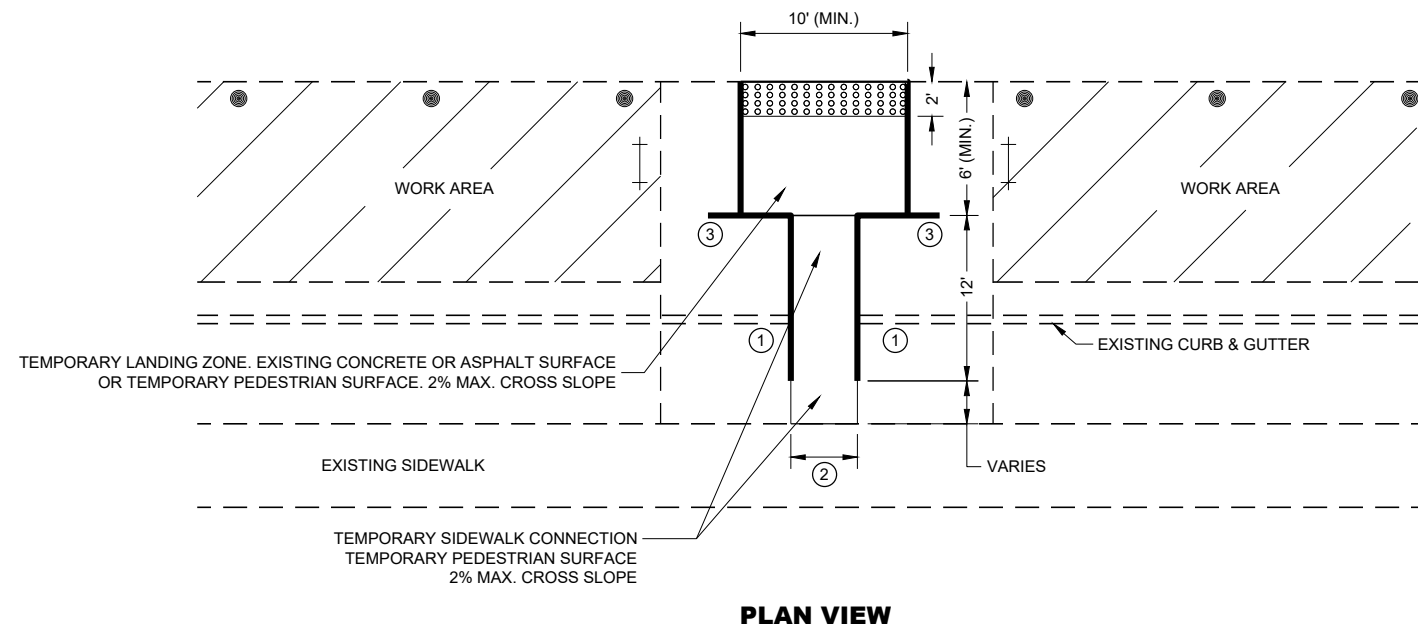 10' (MIN.)
2'
6' (MIN.)
WORK AREA
WORK AREA
3
3
12'
1
1
EXISTING CURB & GUTTER
TEMPORARY LANDING ZONE. EXISTING CONCRETE OR ASPHALT SURFACE
OR TEMPORARY PEDESTRIAN SURFACE. 2% MAX. CROSS SLOPE
EXISTING SIDEWALK
2
VARIES
TEMPORARY SIDEWALK CONNECTION
TEMPORARY PEDESTRIAN SURFACE
2% MAX. CROSS SLOPE
PLAN VIEW